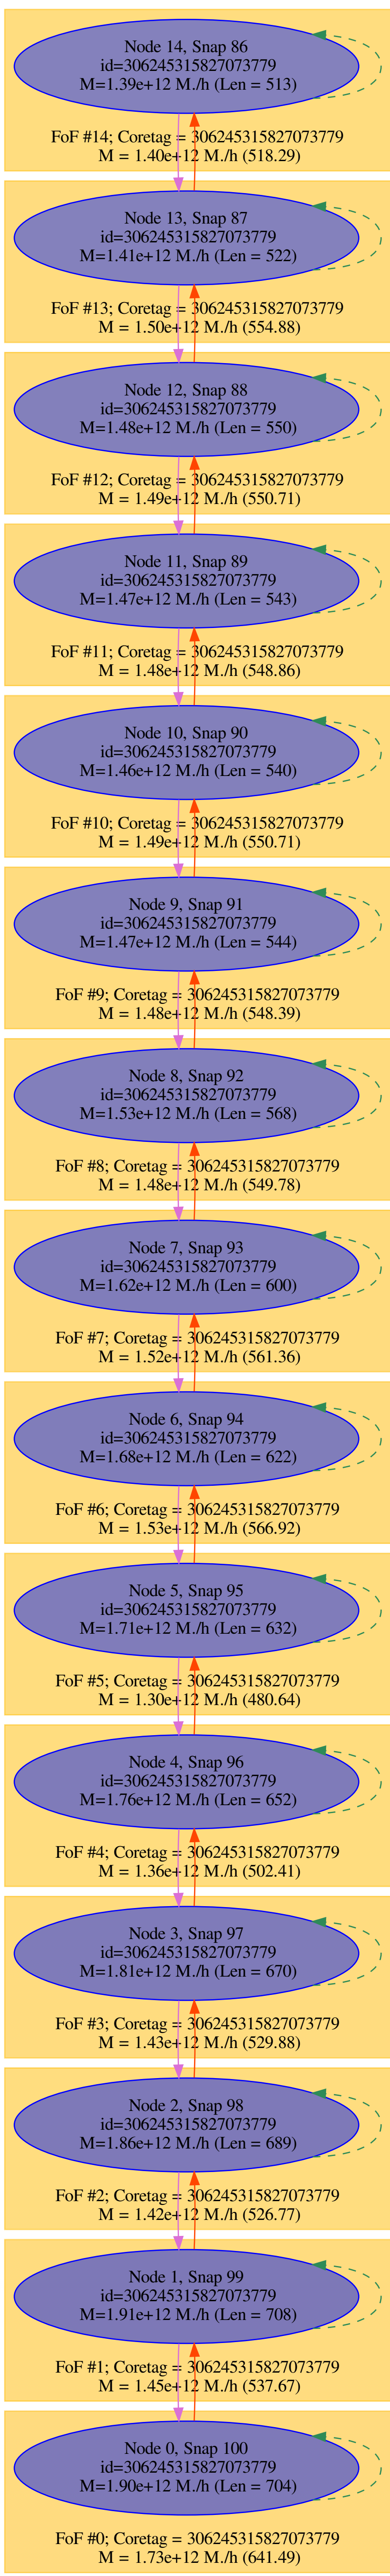 Node 14, Snap 86
id=306245315827073779
M=1.39e+12 M./h (Len = 513)
FoF #14; Coretag = 306245315827073779
M = 1.40e+12 M./h (518.29)
Node 13, Snap 87
id=306245315827073779
M=1.41e+12 M./h (Len = 522)
FoF #13; Coretag = 306245315827073779
M = 1.50e+12 M./h (554.88)
Node 12, Snap 88
id=306245315827073779
M=1.48e+12 M./h (Len = 550)
FoF #12; Coretag = 306245315827073779
M = 1.49e+12 M./h (550.71)
Node 11, Snap 89
id=306245315827073779
M=1.47e+12 M./h (Len = 543)
FoF #11; Coretag = 306245315827073779
M = 1.48e+12 M./h (548.86)
Node 10, Snap 90
id=306245315827073779
M=1.46e+12 M./h (Len = 540)
FoF #10; Coretag = 306245315827073779
M = 1.49e+12 M./h (550.71)
Node 9, Snap 91
id=306245315827073779
M=1.47e+12 M./h (Len = 544)
FoF #9; Coretag = 306245315827073779
M = 1.48e+12 M./h (548.39)
Node 8, Snap 92
id=306245315827073779
M=1.53e+12 M./h (Len = 568)
FoF #8; Coretag = 306245315827073779
M = 1.48e+12 M./h (549.78)
Node 7, Snap 93
id=306245315827073779
M=1.62e+12 M./h (Len = 600)
FoF #7; Coretag = 306245315827073779
M = 1.52e+12 M./h (561.36)
Node 6, Snap 94
id=306245315827073779
M=1.68e+12 M./h (Len = 622)
FoF #6; Coretag = 306245315827073779
M = 1.53e+12 M./h (566.92)
Node 5, Snap 95
id=306245315827073779
M=1.71e+12 M./h (Len = 632)
FoF #5; Coretag = 306245315827073779
M = 1.30e+12 M./h (480.64)
Node 4, Snap 96
id=306245315827073779
M=1.76e+12 M./h (Len = 652)
FoF #4; Coretag = 306245315827073779
M = 1.36e+12 M./h (502.41)
Node 3, Snap 97
id=306245315827073779
M=1.81e+12 M./h (Len = 670)
FoF #3; Coretag = 306245315827073779
M = 1.43e+12 M./h (529.88)
Node 2, Snap 98
id=306245315827073779
M=1.86e+12 M./h (Len = 689)
FoF #2; Coretag = 306245315827073779
M = 1.42e+12 M./h (526.77)
Node 1, Snap 99
id=306245315827073779
M=1.91e+12 M./h (Len = 708)
FoF #1; Coretag = 306245315827073779
M = 1.45e+12 M./h (537.67)
Node 0, Snap 100
id=306245315827073779
M=1.90e+12 M./h (Len = 704)
FoF #0; Coretag = 306245315827073779
M = 1.73e+12 M./h (641.49)